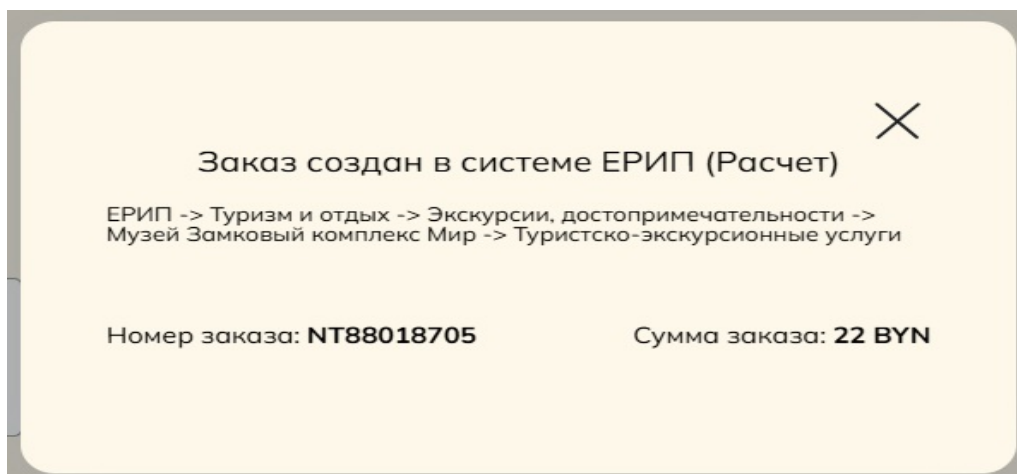 Заказ создан в системе ЕРИП (Расчет)
ЕРИП -> Туризм и отдых -> Экскурсии, достопримечательности ->
Музей Замковый комплекс Мир -> Туристско-экскурсионные услуги
Номер заказа: NT88018705 Сумма заказа: 22 BYN